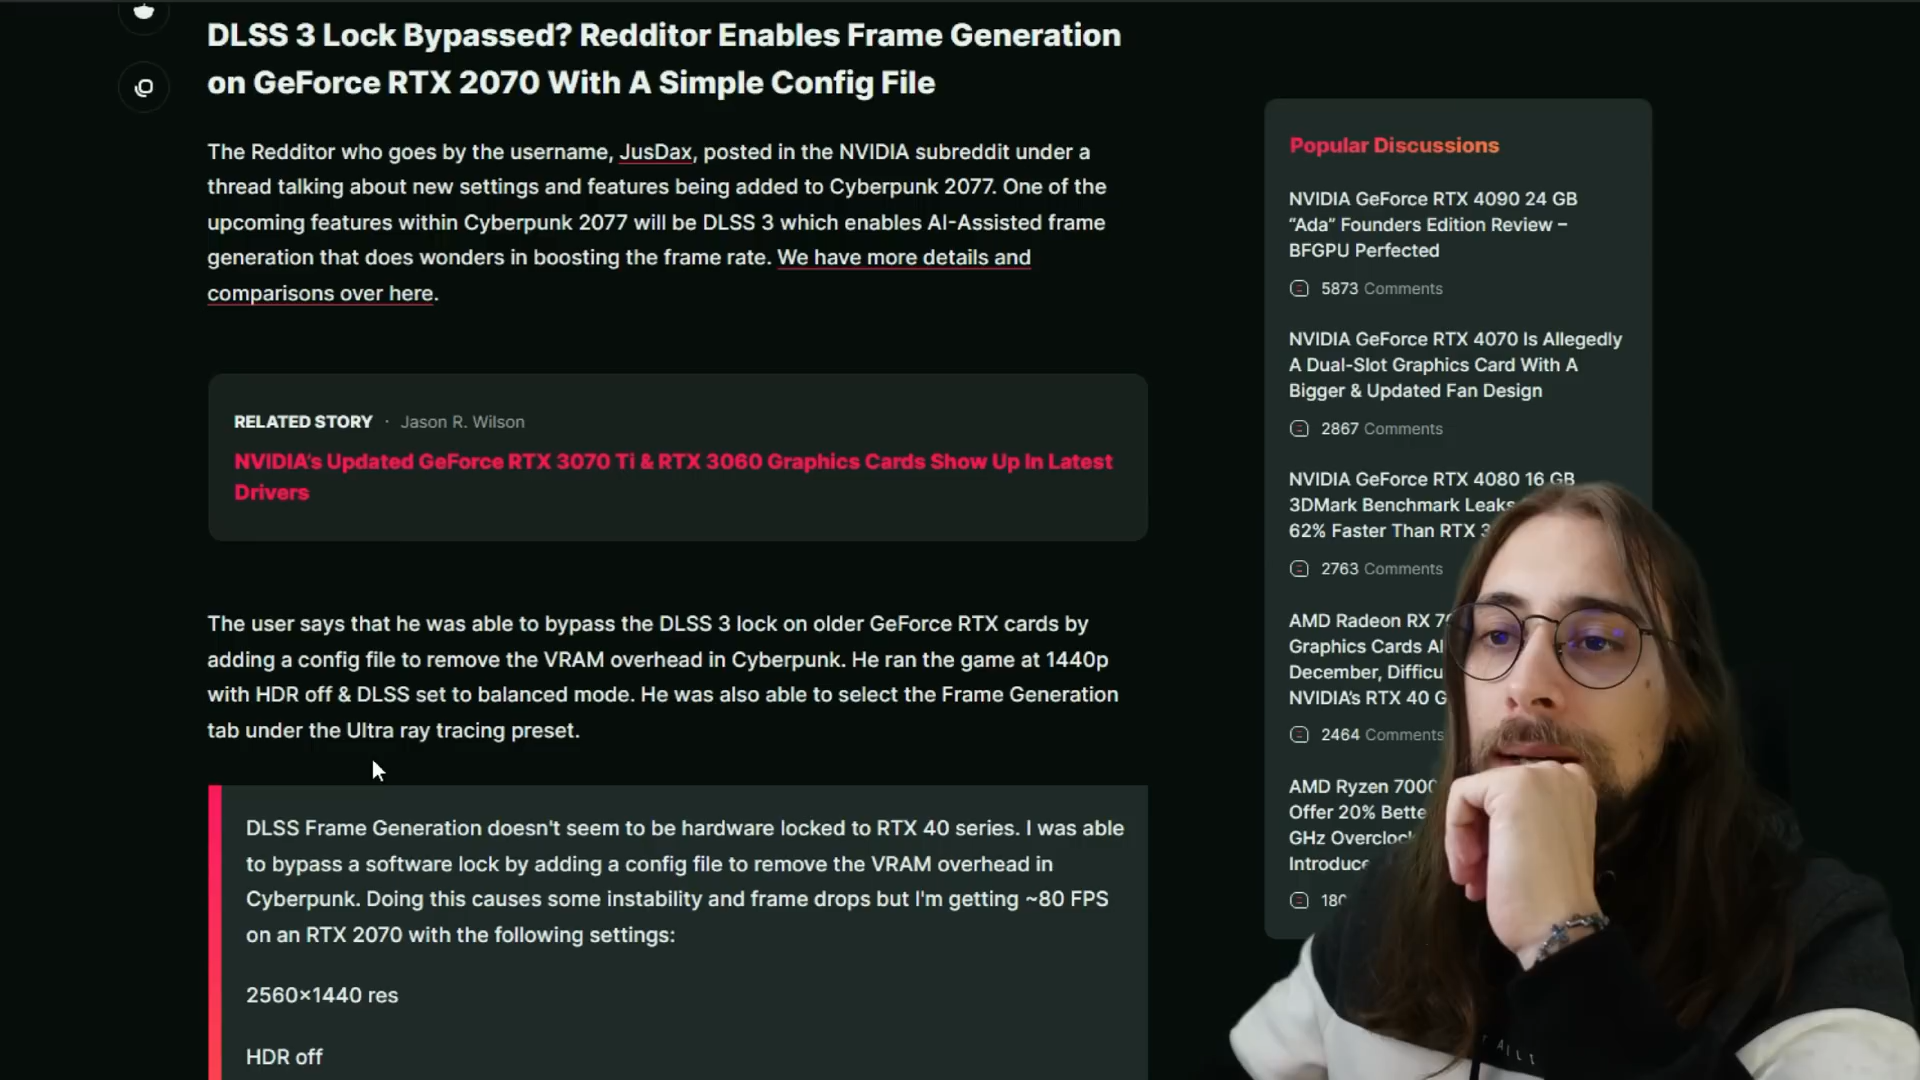 DLSS 3 Lock Bypassed? Redditor Enables Frame Generation
on GeForce RTX 2070 With A Simple Config File
The Redditor who goes by the username, JusDax, posted in the NVIDIA subreddit under a
thread talking about new settings and features being added to Cyberpunk 2077. One of the
upcoming features within Cyberpunk 2077 will be DLSS 3 which enables AI-Assisted frame
generation that does wonders in boosting the frame rate. We have more details and
comparisons over here.
RELATED STORY · Jason R. Wilson
NVIDIA's Updated GeForce RTX 3070 Ti & RTX 3060 Graphics Cards Show Up In Latest
Drivers
The user says that he was able to bypass the DLSS 3 lock on older GeForce RTX cards by
adding a config file to remove the VRAM overhead in Cyberpunk. He ran the game at 1440p
with HDR off & DLSS set to balanced mode. He was also able to select the Frame Generation
tab under the Ultra ray tracing preset.
DLSS Frame Generation doesn't seem to be hardware locked to RTX 40 series. I was able
to bypass a software lock by adding a config file to remove the VRAM overhead in
Cyberpunk. Doing this causes some instability and frame drops but I'm getting ~80 FPS
on an RTX 2070 with the following settings:
2560×1440 res
HDR off
Popular Discussions
NVIDIA GeForce RTX 4090 24 GB
“Ada” Founders Edition Review –
BFGPU Perfected
5873 Comments
NVIDIA GeForce RTX 4070 Is Allegedly
A Dual-Slot Graphics Card With A
Bigger & Updated Fan Design
2867 Comments
NVIDIA GeForce RTX 4080 16 GB
3DMark Benchmark Leaks
62% Faster Than RTX
2763 Comments
AMD Radeon RX
Graphics Cards
December,
NVIDIA's RTX 40
2464 Comments
AMD Ryzen 7000
Offer 20%
GHz